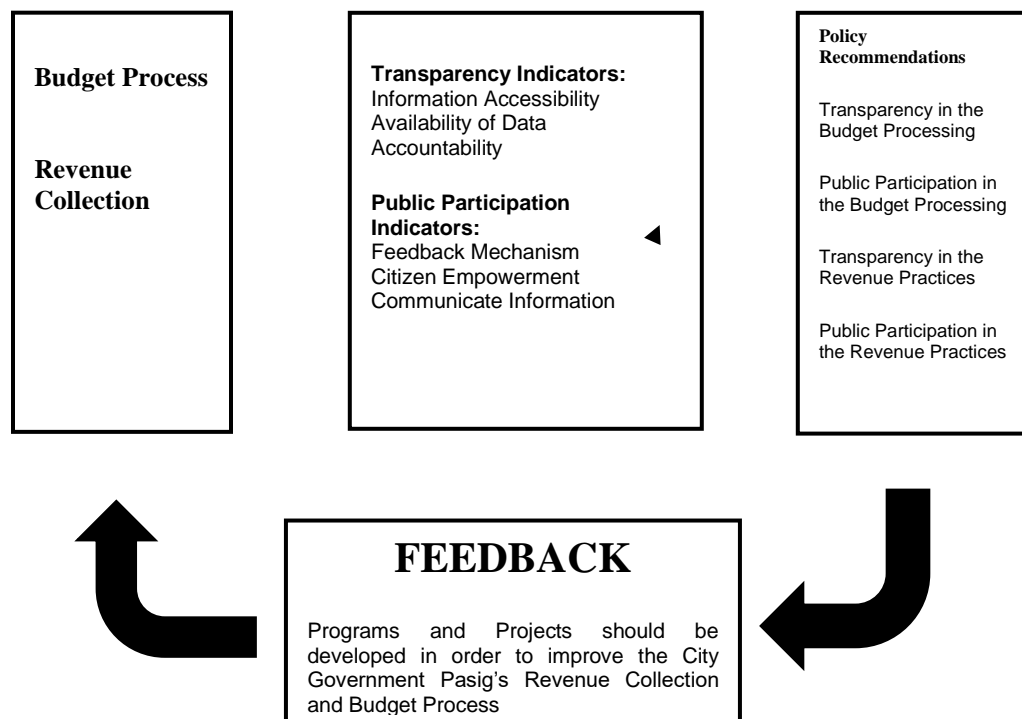 Budget Process
Revenue
Collection
Transparency Indicators:
Information Accessibility
Availability of Data
Accountability
Public Participation
Indicators:
Feedback Mechanism
Citizen Empowerment
Communicate Information
Policy
Recommendations
Transparency in the
Budget Processing
Public Participation in
the Budget Processing
Transparency in the
Revenue Practices
Public Participation in
the Revenue Practices
FEEDBACK
Programs and Projects should be
developed in order to improve the City
Government Pasig’s Revenue Collection
and Budget Process